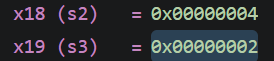 x18 (s2) = 0x00000004
x19 (s3) = 0x00000002